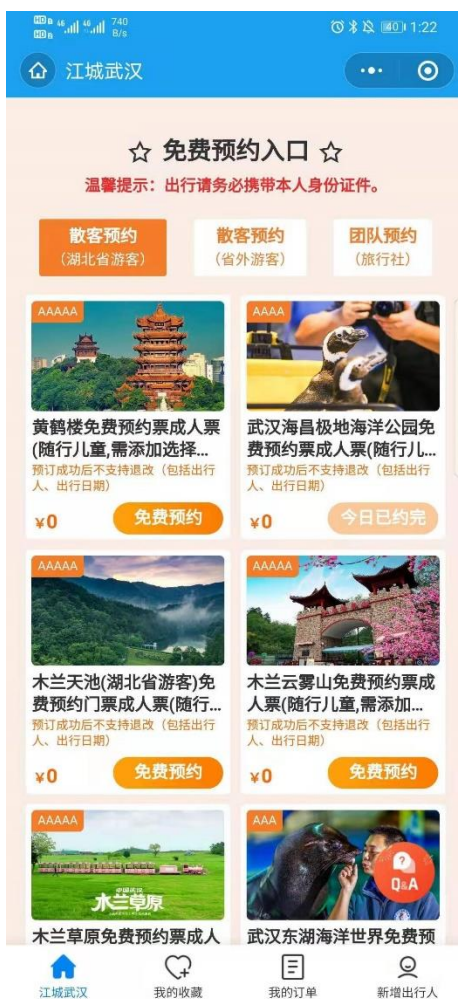 HD B 46 46 740
HD B B/s
40 1:22
江城武汉
☆ 免费预约入口 ☆
温馨提示：出行请务必携带本人身份证件。
散客预约
（湖北省游客）
散客预约
（省外游客）
团队预约
（旅行社）
AAAAA
黄鹤楼免费预约票成人票
(随行儿童,需添加选择...
预订成功后不支持退改（包括出行
人、出行日期）
¥0
免费预约
AAAA
武汉海昌极地海洋公园免
费预约票成人票(随行儿...
预订成功后不支持退改（包括出行
人、出行日期）
¥0
今日已约完
AAAAA
木兰天池(湖北省游客)免
费预约门票成人票(随行...
预订成功后不支持退改（包括出行
人、出行日期）
¥0
免费预约
AAAAA
木兰云雾山免费预约票成
人票(随行儿童,需添加...
预订成功后不支持退改（包括出行
人、出行日期）
¥0
免费预约
AAAAA
木兰草原
木兰草原免费预约票成人
AAA
武汉东湖海洋世界免费预
?
Q&A
江城武汉
我的收藏
我的订单
新增出行人